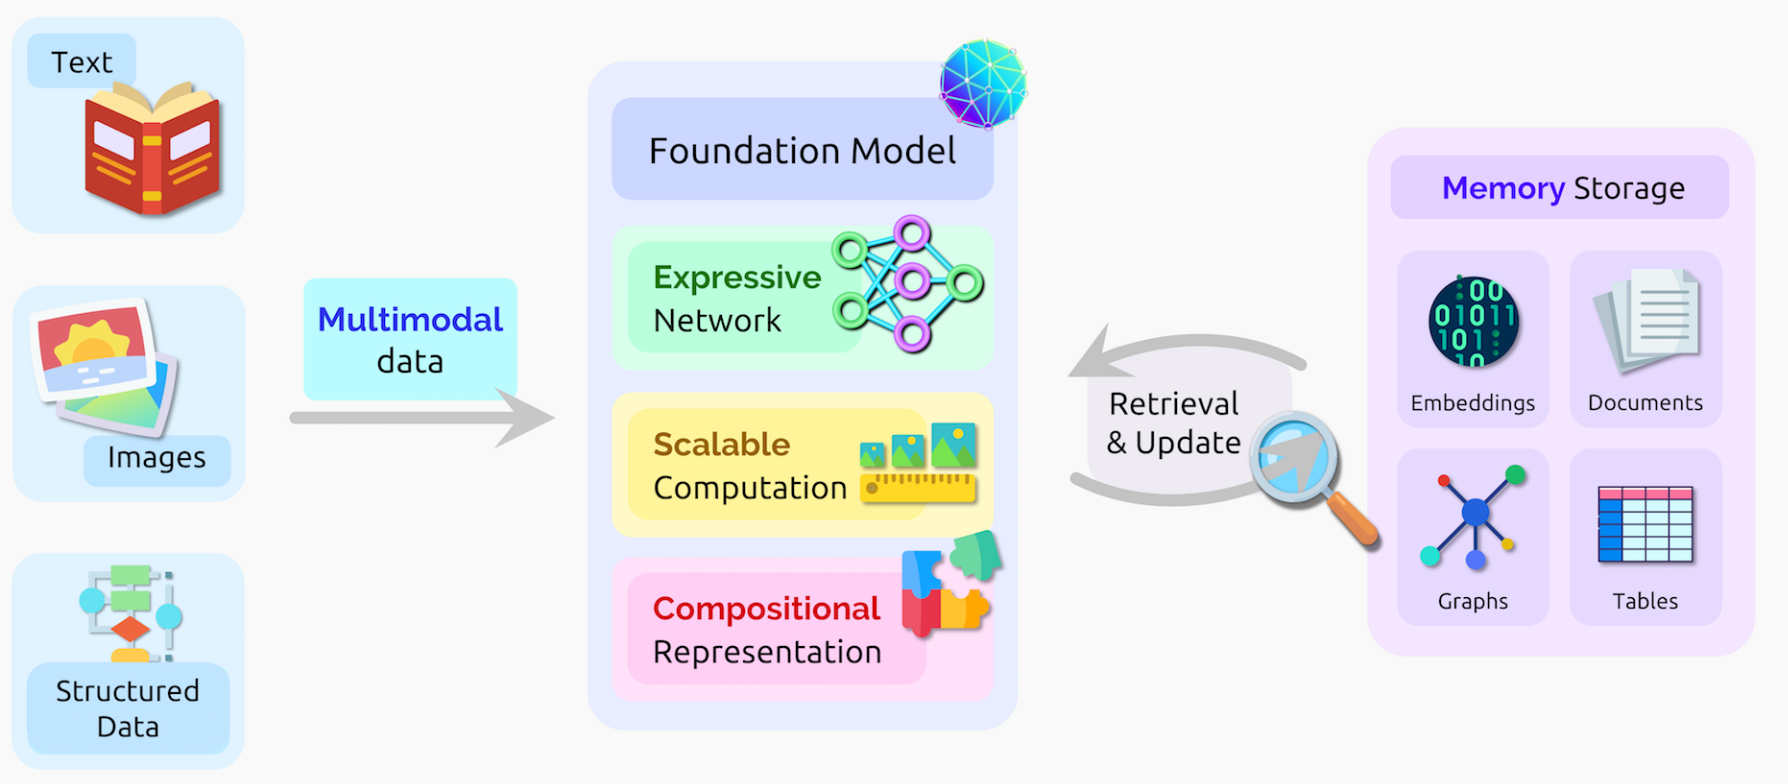 Text
Images
Structured
Data
Multimodal
data
Foundation Model
Expressive
Network
Scalable
Computation
Compositional
Representation
Retrieval
& Update
Memory Storage
00
01011
101
10
Embeddings
Documents
Graphs
Tables